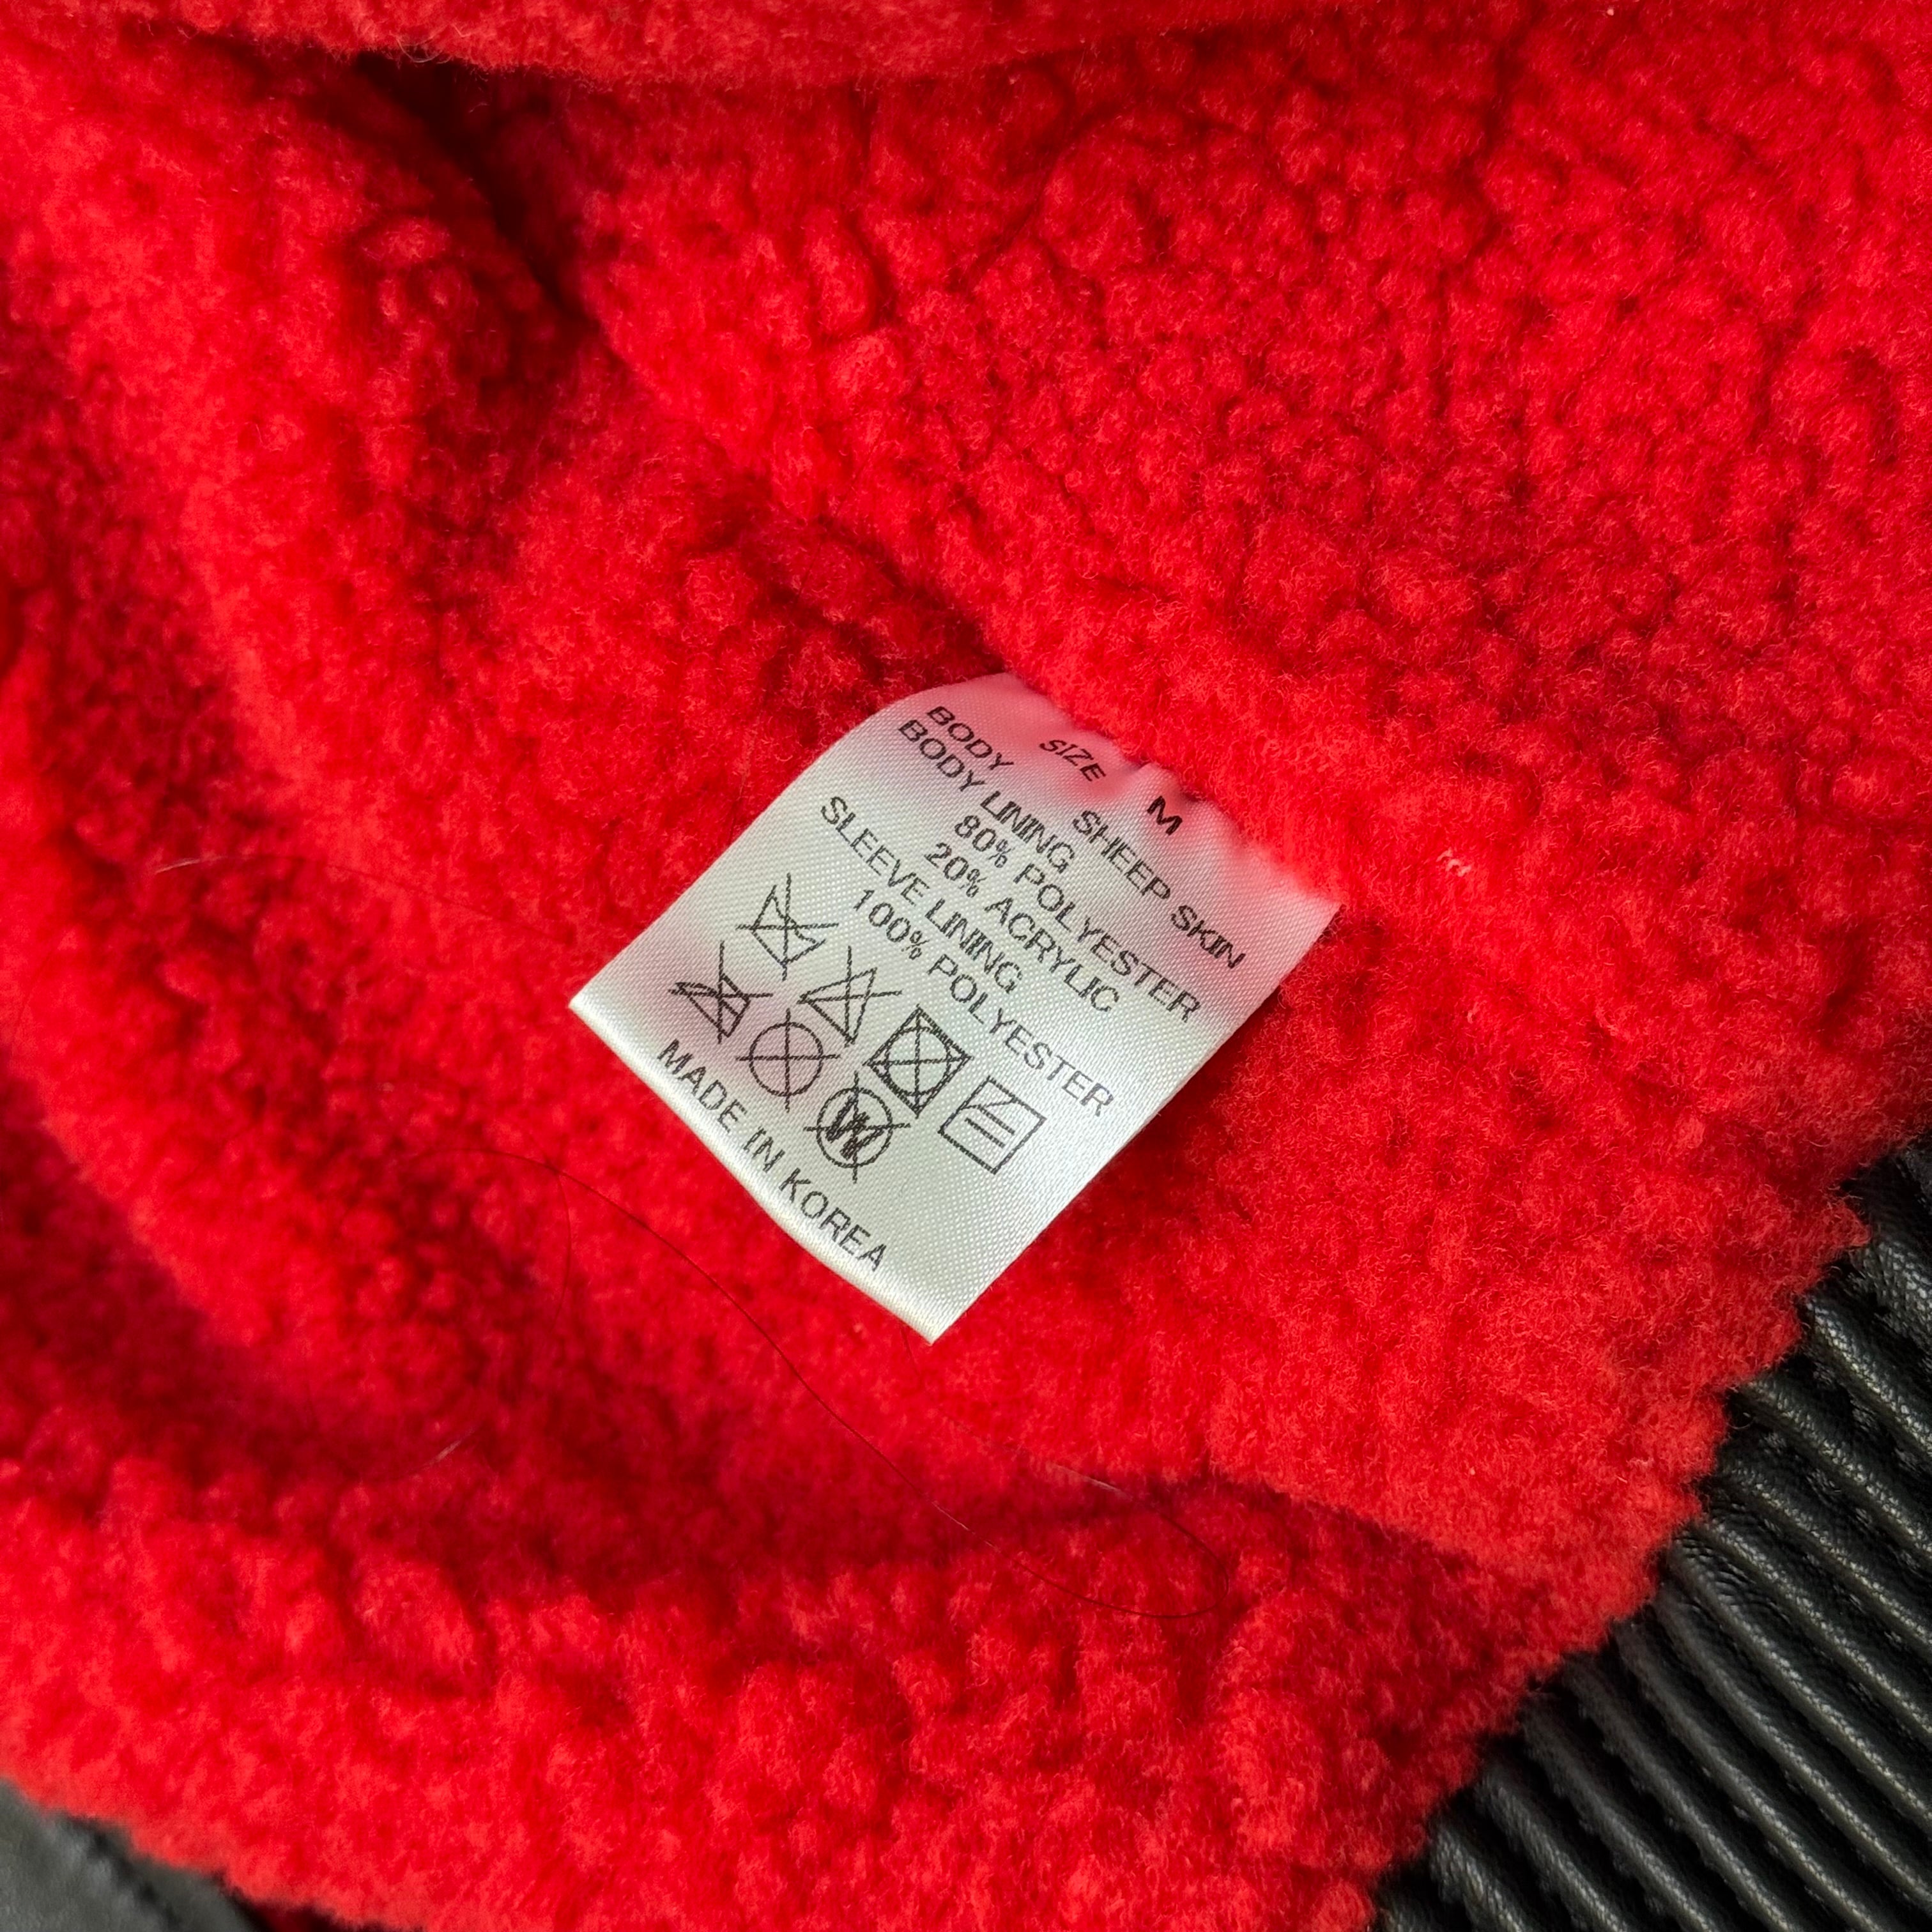 SIZE M
BODY SHEEP SKIN
BODY LINING
80% POLYESTER
20% ACRYLIC
SLEEVE LINING
100% POLYESTER
W
MADE IN KOREA